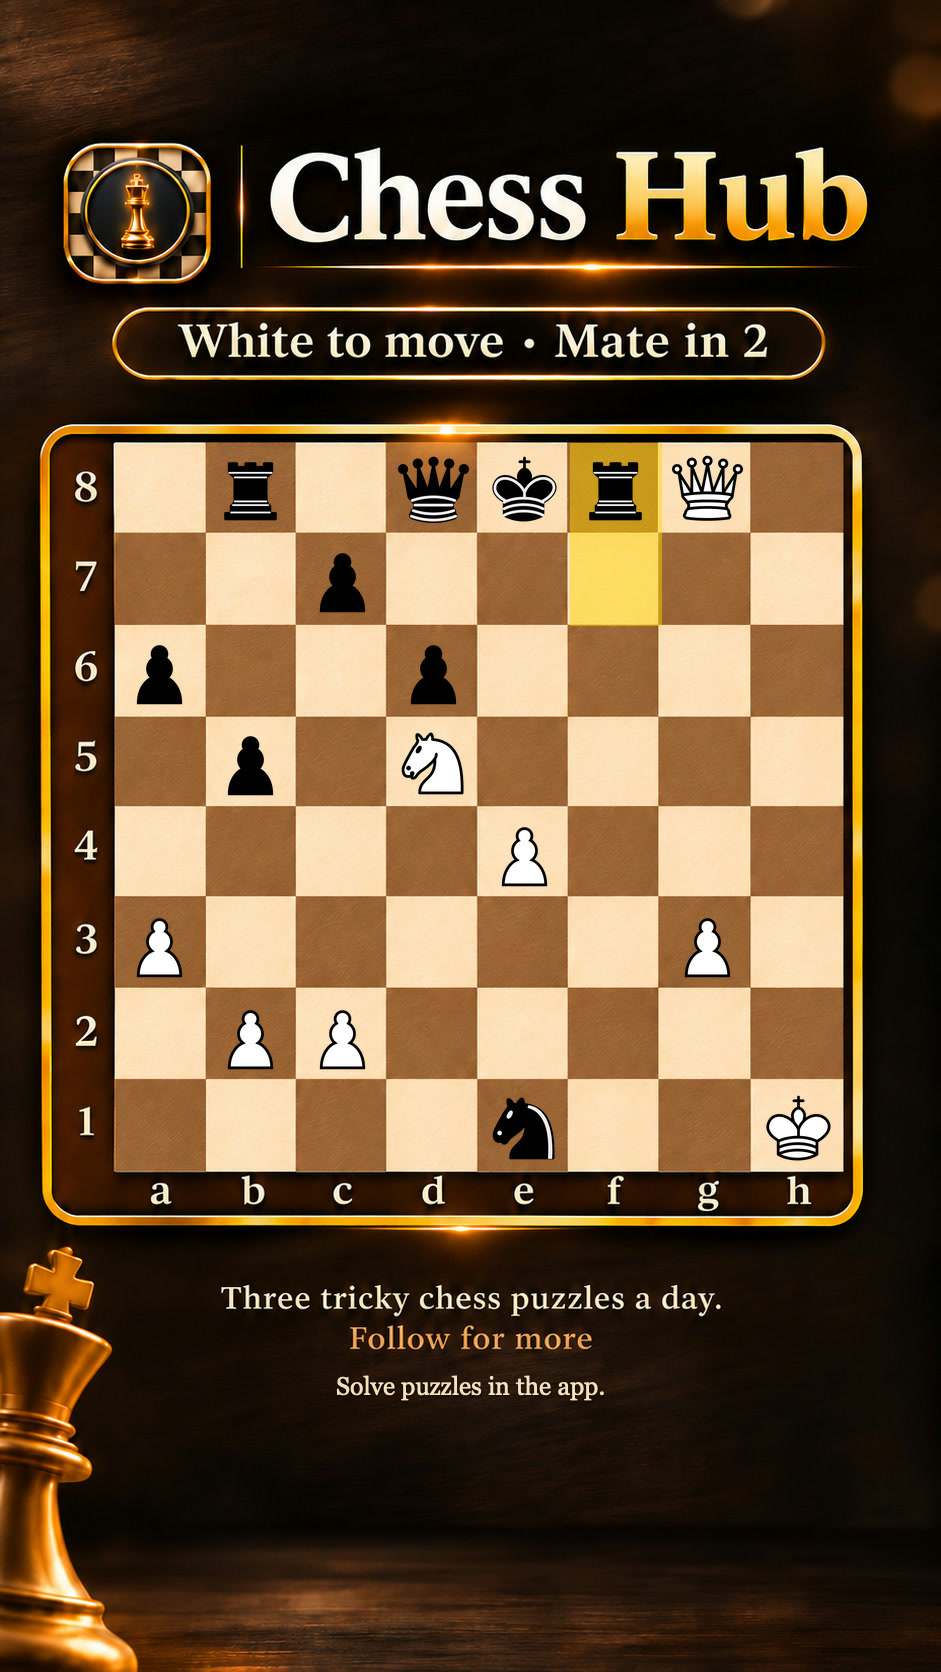 Chess Hub
White to move • Mate in 2
8
7
6
5
4
3
2
1
a b c d e f g h
Three tricky chess puzzles a day.
Follow for more
Solve puzzles in the app.